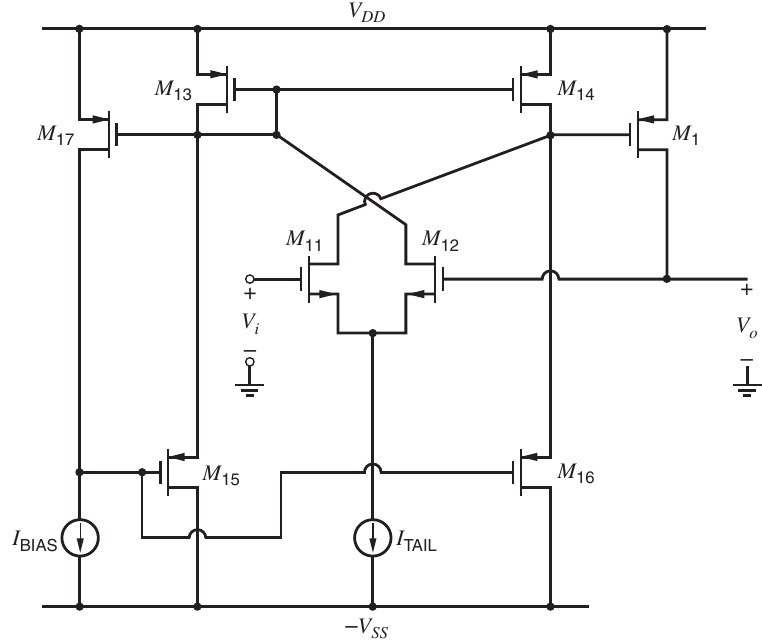 V_DD
M_13
M_14
M_17
M_1
M_11
M_12
+
V_i
−
+
V_o
−
M_15
M_16
I_BIAS
I_TAIL
−V_SS